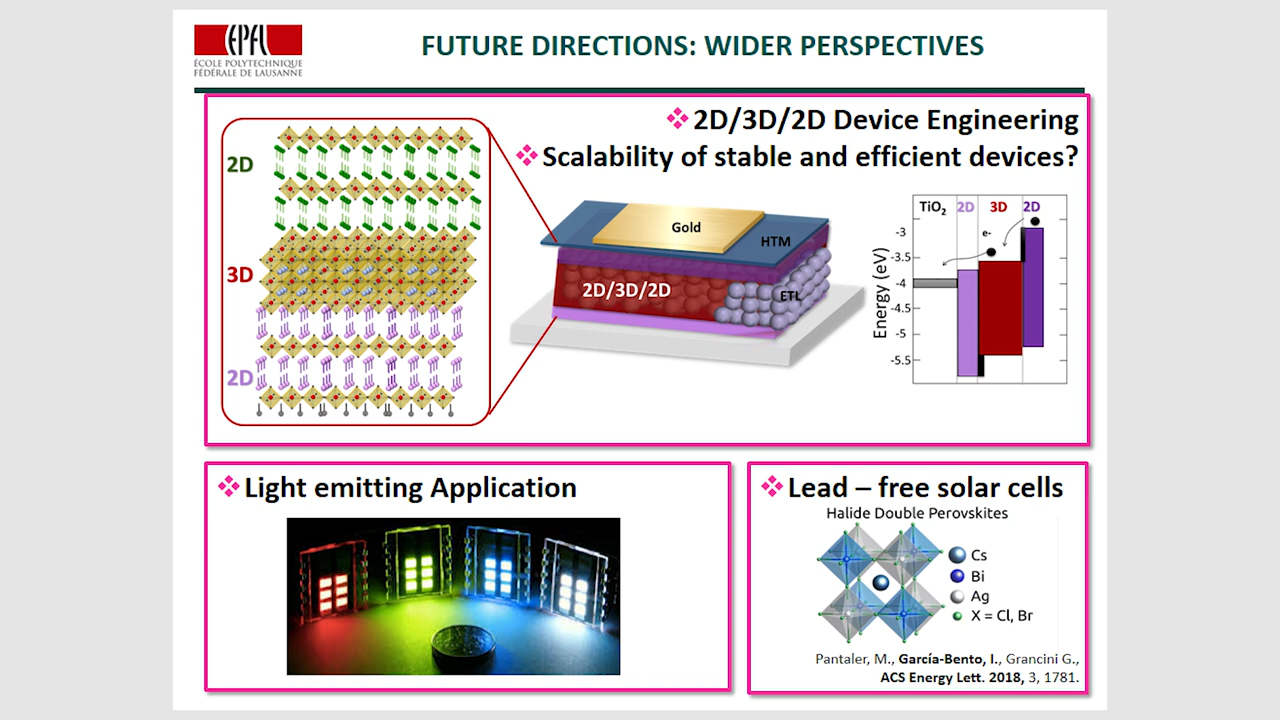 EPFL
ÉCOLE POLYTECHNIQUE
FÉDÉRALE DE LAUSANNE
FUTURE DIRECTIONS: WIDER PERSPECTIVES
2D/3D/2D Device Engineering
Scalability of stable and efficient devices?
2D
3D
2D
Gold
HTM
2D/3D/2D
ETL
TiO2 2D 3D 2D
e-
Energy (eV)
-3
-3.5
-4
-4.5
-5
-5.5
Light emitting Application
Lead – free solar cells
Halide Double Perovskites
Cs
Bi
Ag
X = Cl, Br
Pantaler, M., García-Bento, I., Grancini G.,
ACS Energy Lett. 2018, 3, 1781.